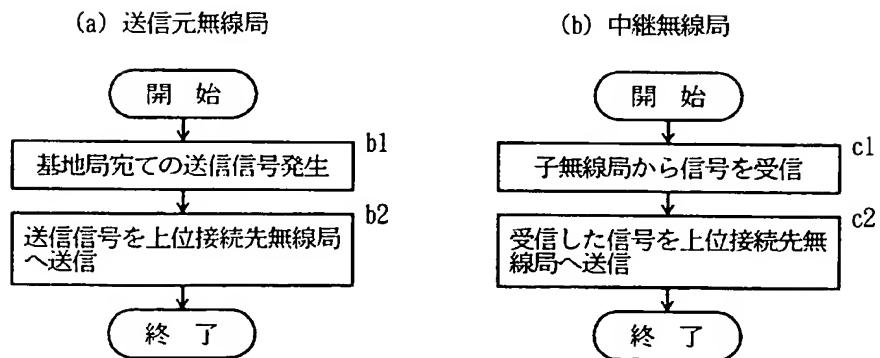 (a) 送信元無線局
開 始
b1
基地局宛ての送信信号発生
b2
送信信号を上位接続先無線局
へ送信
終 了
(b) 中継無線局
開 始
c1
子無線局から信号を受信
c2
受信した信号を上位接続先無
線局へ送信
終 了